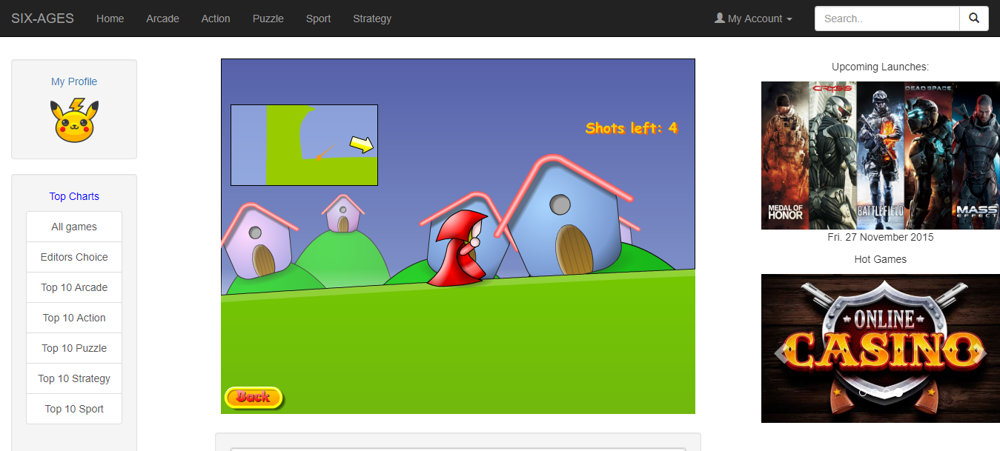 SIX-AGES
Home
Arcade
Action
Puzzle
Sport
Strategy
My Account
Search..
My Profile
Top Charts
All games
Editors Choice
Top 10 Arcade
Top 10 Action
Top 10 Puzzle
Top 10 Strategy
Top 10 Sport
Shots left: 4
Back
Upcoming Launches:
CRYSIS
DEAD SPACE
MEDAL OF
HONOR
BATTLEFIELD
MASS
EFFECT
Fri. 27 November 2015
Hot Games
ONLINE
CASINO